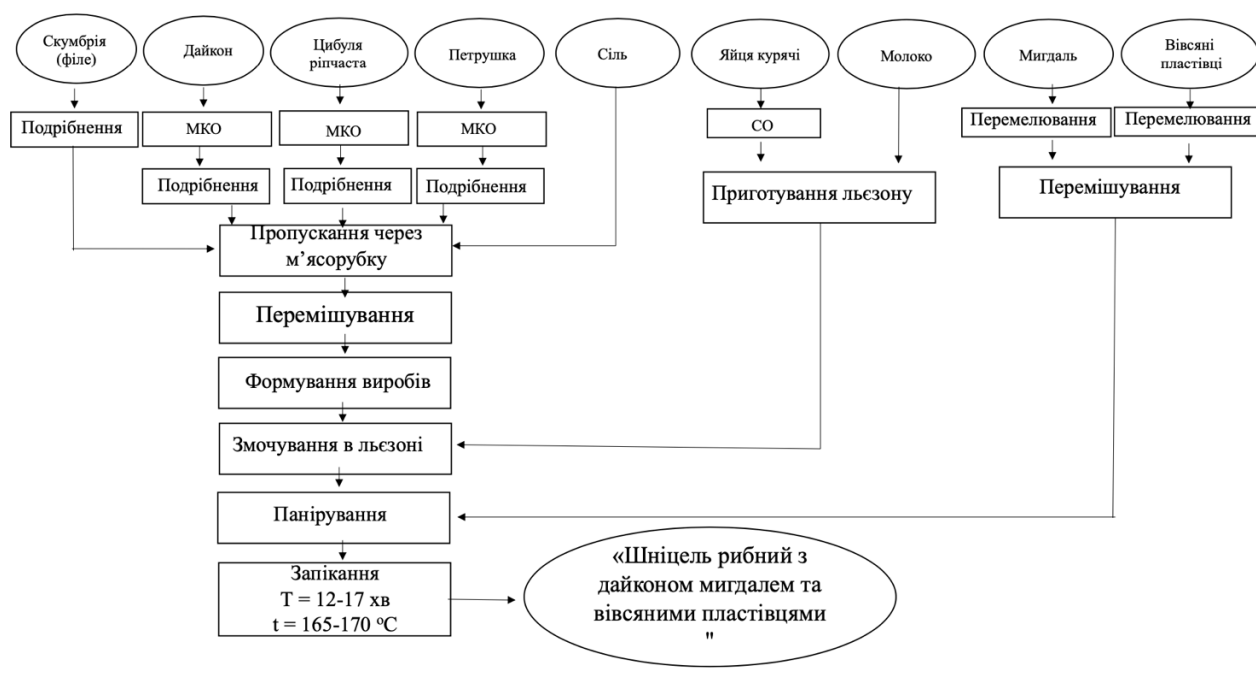 Скумбрія
(філе)
Дайкон
Цибуля
ріпчаста
Петрушка
Сіль
Яйця курячі
Молоко
Мигдаль
Вівсяні
пластівці
Подрібнення
МКО
МКО
МКО
СО
Перемелювання
Перемелювання
Подрібнення
Подрібнення
Подрібнення
Приготування льєзону
Перемішування
Пропускання через
м’ясорубку
Перемішування
Формування виробів
Змочування в льєзоні
Панірування
Запікання
Т = 12-17 хв
t = 165-170 ºС
«Шніцель рибний з
дайконом мигдалем та
вівсяними пластівцями
"